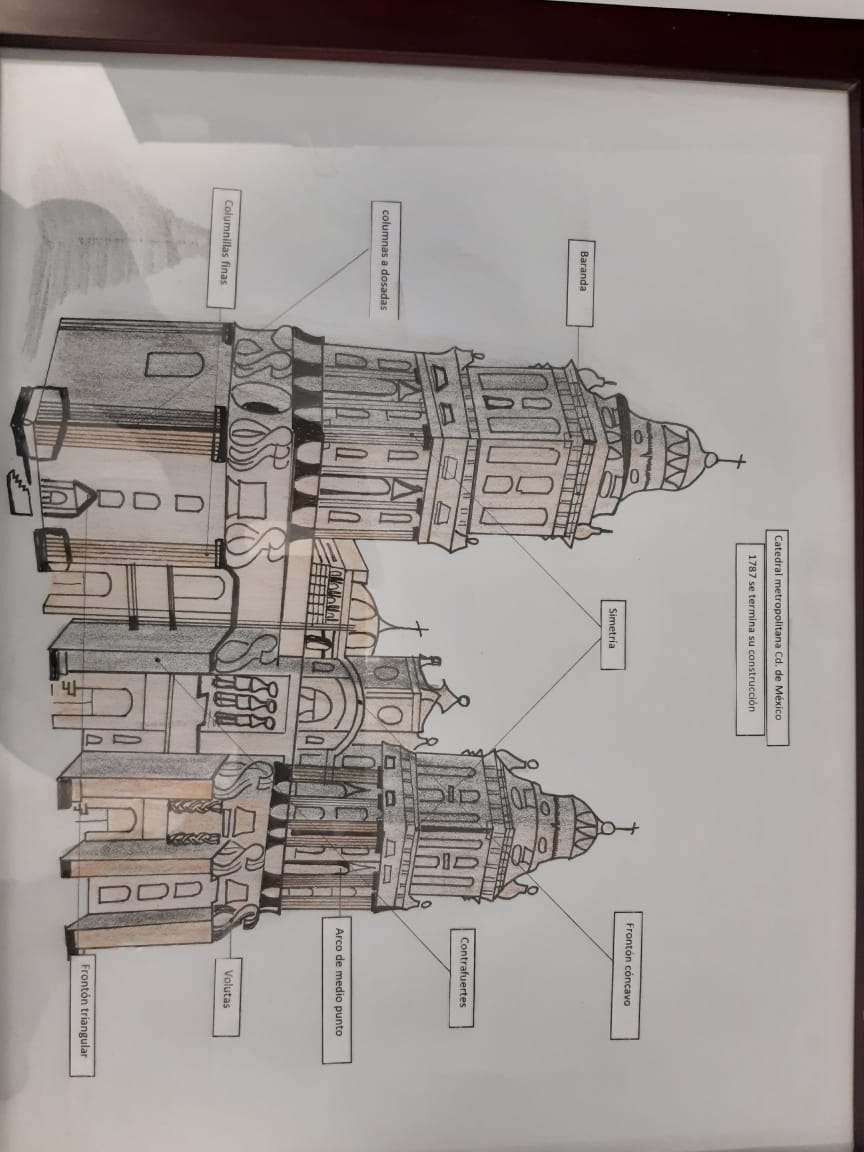 Catedral metropolitana Cd. de México
1787 se termina su construcción
Simetría
Baranda
Frontón cóncavo
columnas a dosadas
Contrafuertes
Arco de medio punto
Columnillas finas
Volutas
Frontón triangular